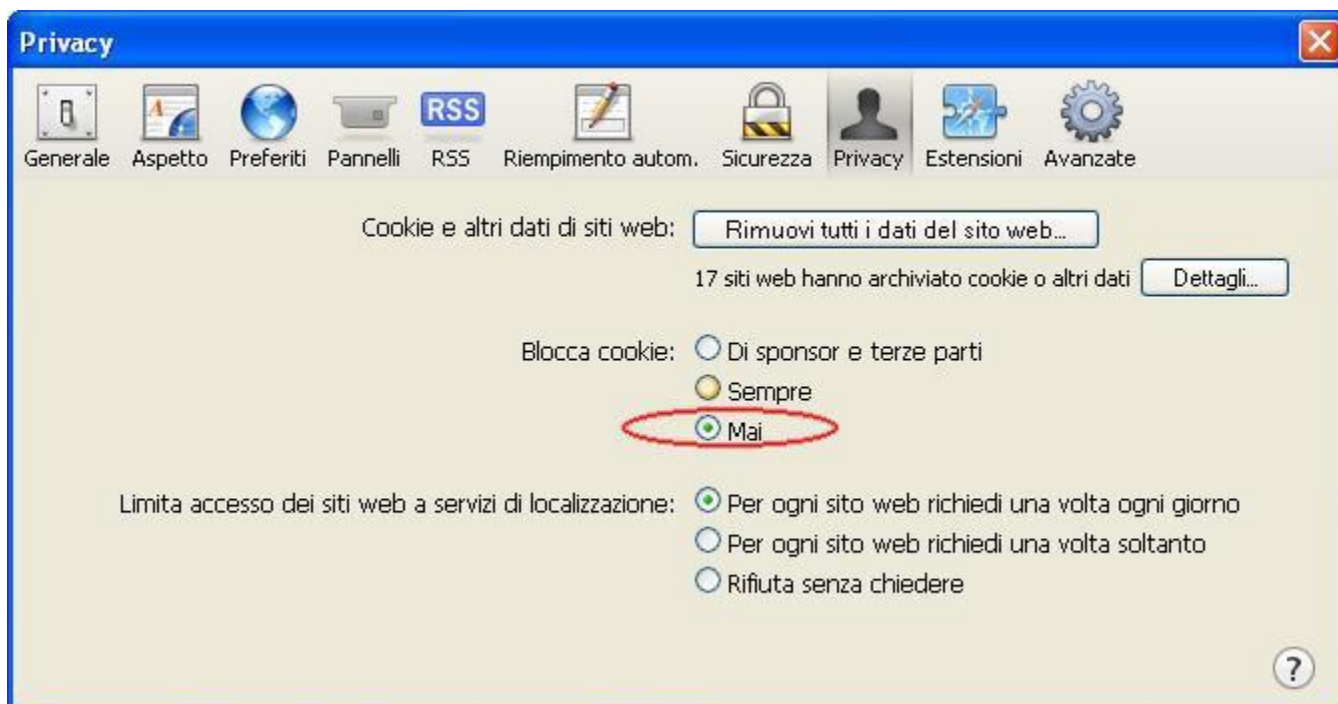 Privacy
RSS
Generale Aspetto Preferiti Pannelli RSS Riempimento autom. Sicurezza Privacy Estensioni Avanzate
Cookie e altri dati di siti web: Rimuovi tutti i dati del sito web...
17 siti web hanno archiviato cookie o altri dati Dettagli...
Blocca cookie: Di sponsor e terze parti
Sempre
Mai
Limita accesso dei siti web a servizi di localizzazione: Per ogni sito web richiedi una volta ogni giorno
Per ogni sito web richiedi una volta soltanto
Rifiuta senza chiedere
?